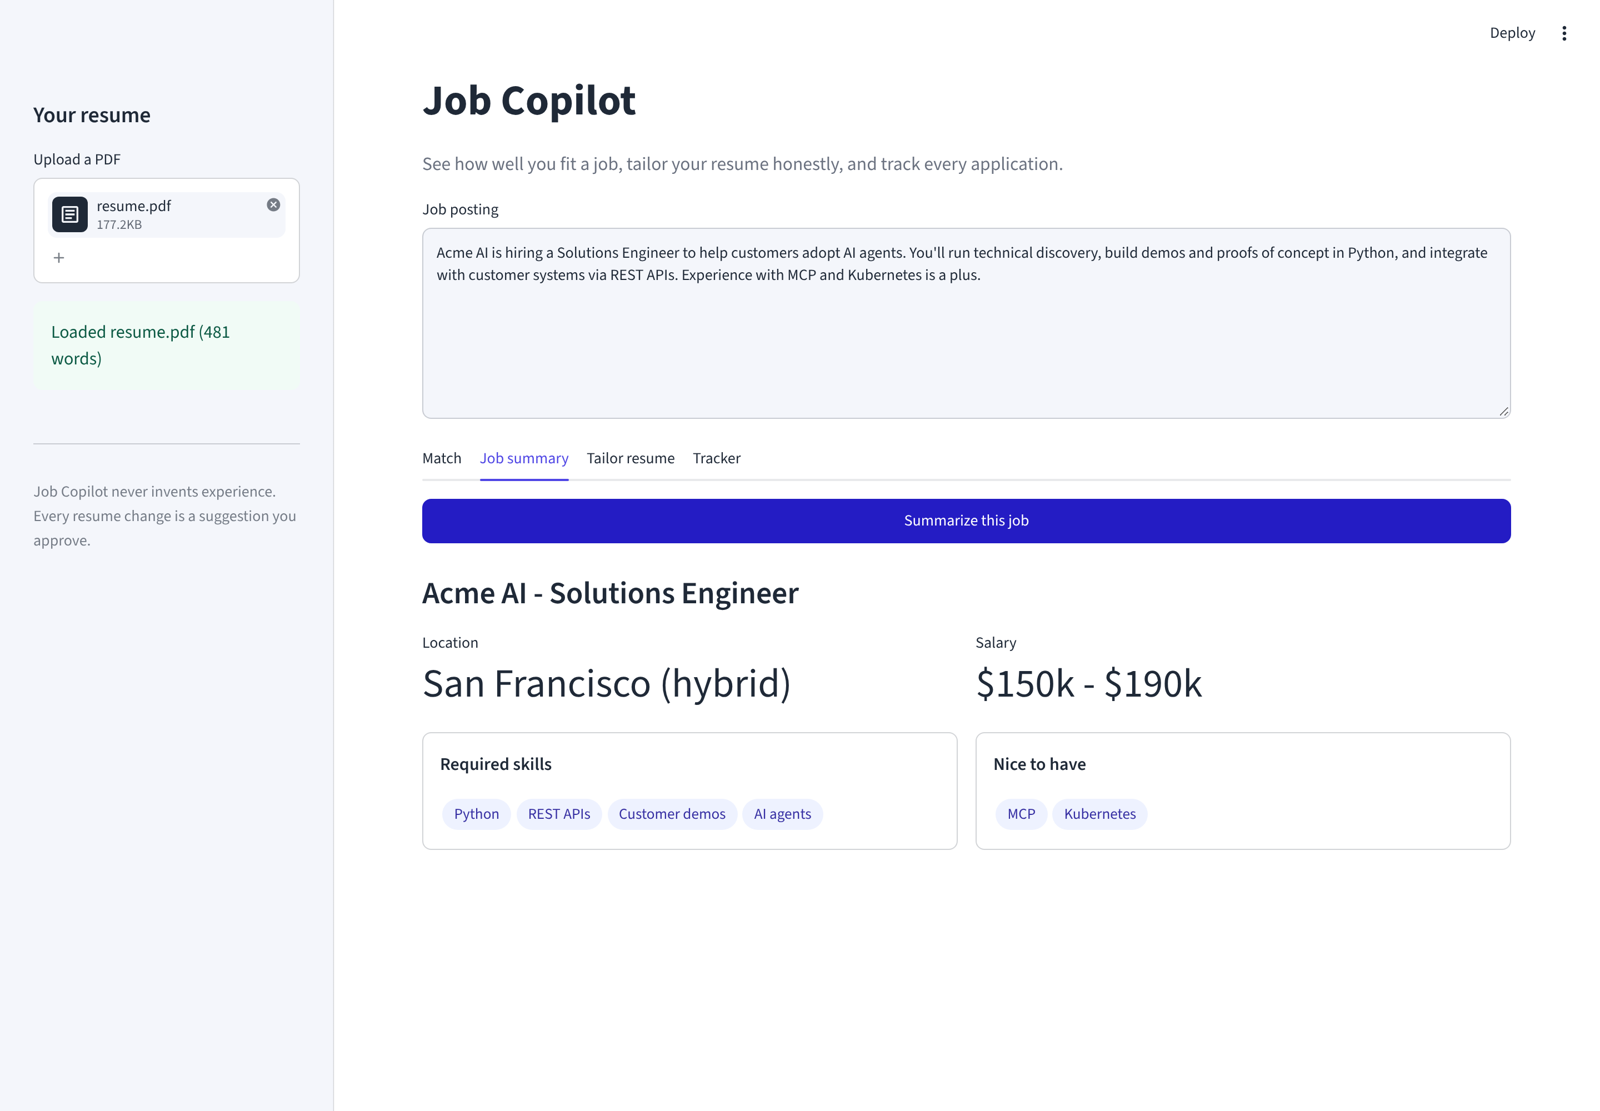 Deploy
Your resume
Upload a PDF
resume.pdf
177.2KB
Loaded resume.pdf (481
words)
Job Copilot never invents experience.
Every resume change is a suggestion you
approve.
Job Copilot
See how well you fit a job, tailor your resume honestly, and track every application.
Job posting
Acme AI is hiring a Solutions Engineer to help customers adopt AI agents. You'll run technical discovery, build demos and proofs of concept in Python, and integrate
with customer systems via REST APIs. Experience with MCP and Kubernetes is a plus.
Match Job summary Tailor resume Tracker
Summarize this job
Acme AI - Solutions Engineer
Location
San Francisco (hybrid)
Salary
$150k - $190k
Required skills
Python REST APIs Customer demos AI agents
Nice to have
MCP Kubernetes